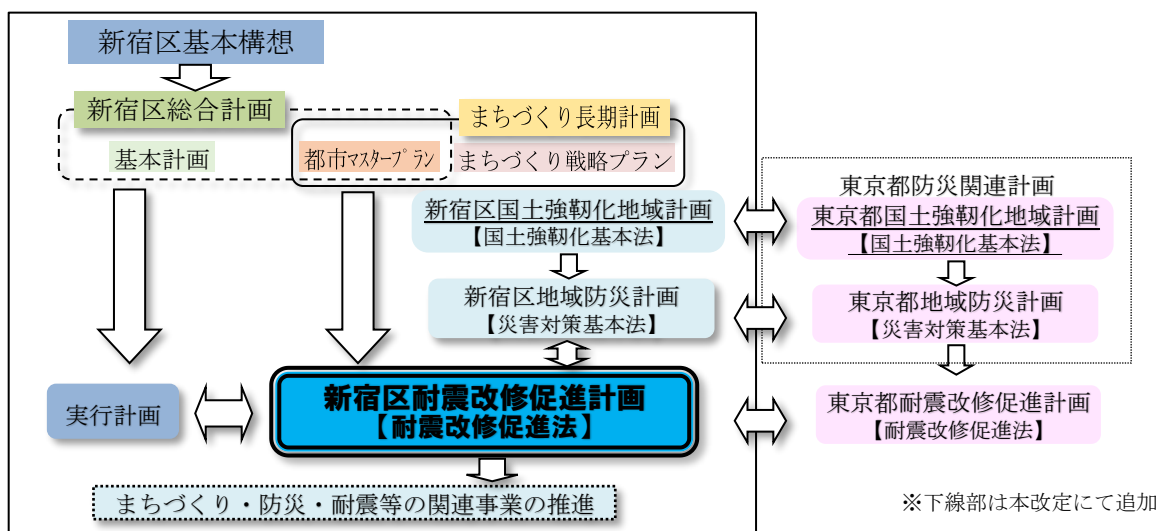 新宿区基本構想
新宿区総合計画
まちづくり長期計画
基本計画
都市マスタープラン
まちづくり戦略プラン
東京都防災関連計画
新宿区国土強靭化地域計画
【国土強靭化基本法】
東京都国土強靭化地域計画
【国土強靭化基本法】
新宿区地域防災計画
【災害対策基本法】
東京都地域防災計画
【災害対策基本法】
実行計画
新宿区耐震改修促進計画
【耐震改修促進法】
東京都耐震改修促進計画
【耐震改修促進法】
まちづくり・防災・耐震等の関連事業の推進
※下線部は本改定にて追加